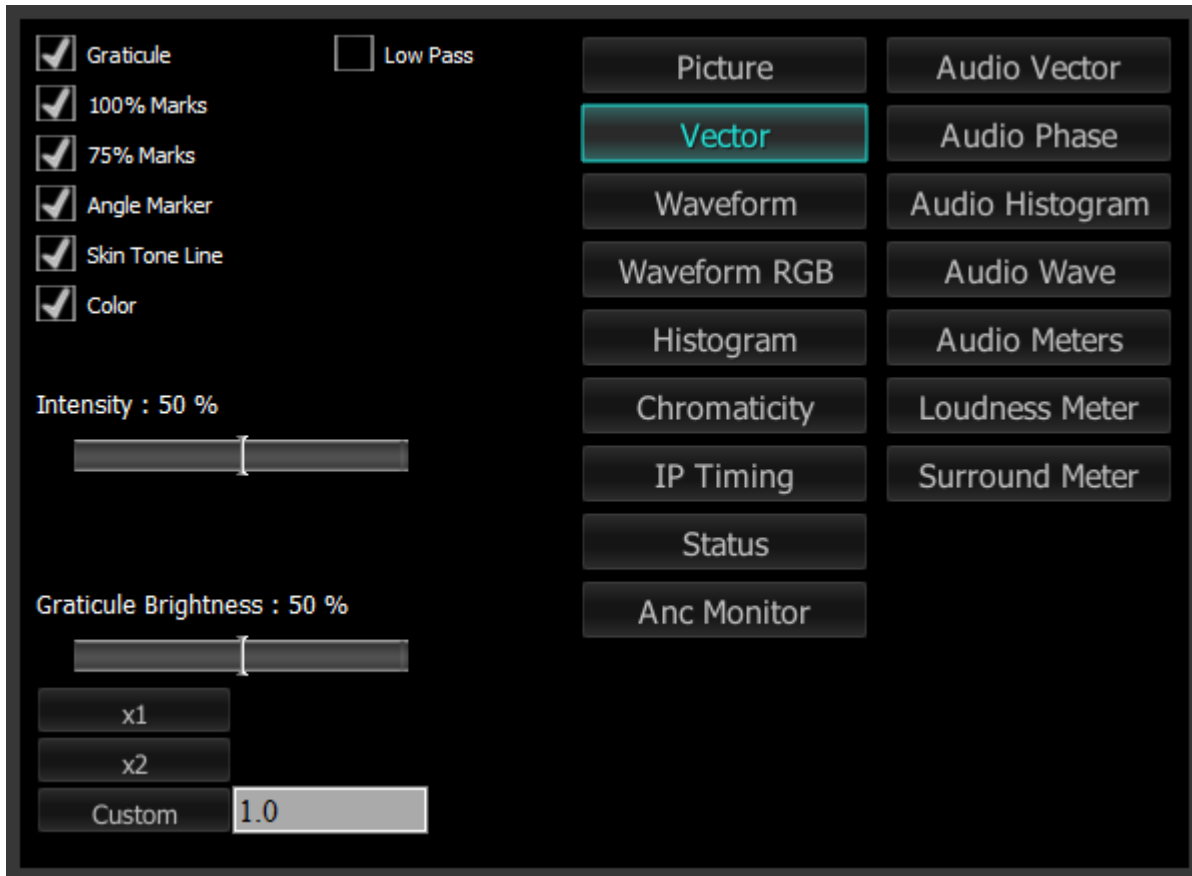 Graticule
Low Pass
100% Marks
75% Marks
Angle Marker
Skin Tone Line
Color
Intensity : 50 %
Graticule Brightness : 50 %
x1
x2
Custom
1.0
Picture
Vector
Waveform
Waveform RGB
Histogram
Chromaticity
IP Timing
Status
Anc Monitor
Audio Vector
Audio Phase
Audio Histogram
Audio Wave
Audio Meters
Loudness Meter
Surround Meter